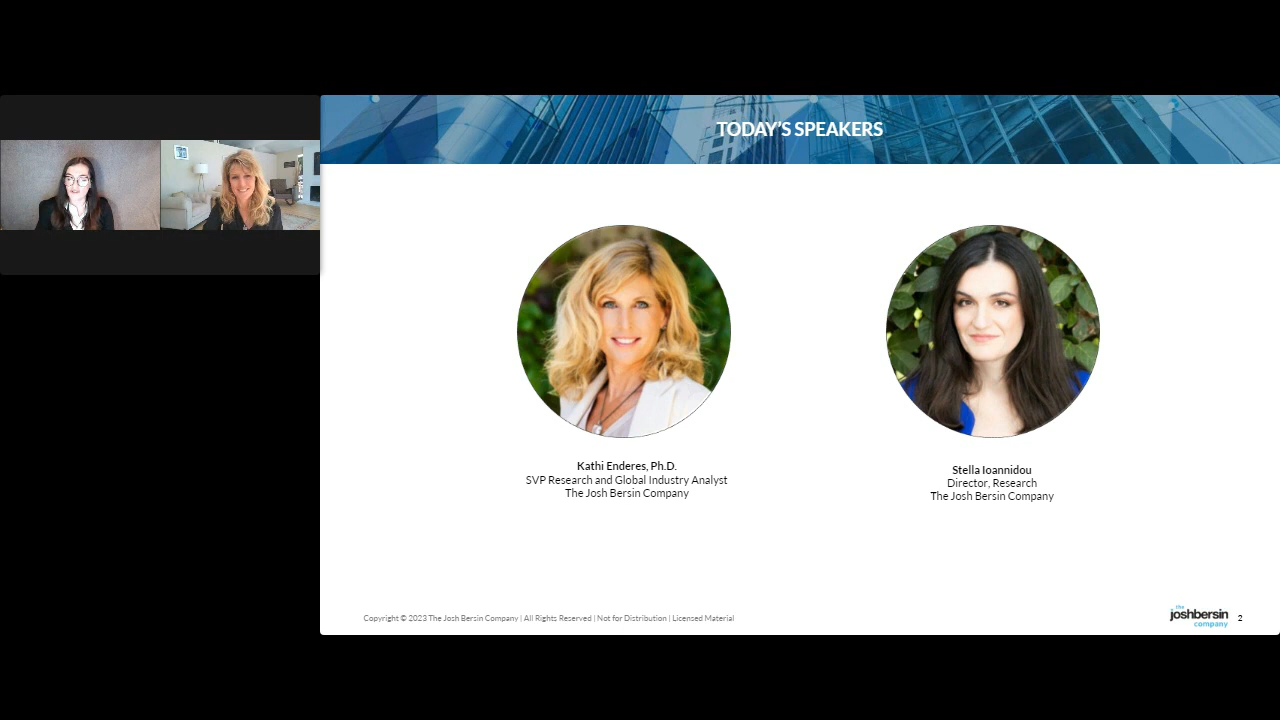 TODAY'S SPEAKERS
Kathi Enderes, Ph.D.
SVP Research and Global Industry Analyst
The Josh Bersin Company
Stella Ioannidou
Director, Research
The Josh Bersin Company
Copyright © 2023 The Josh Bersin Company | All Rights Reserved | Not for Distribution | Licensed Material
the
joshbersin
company
2